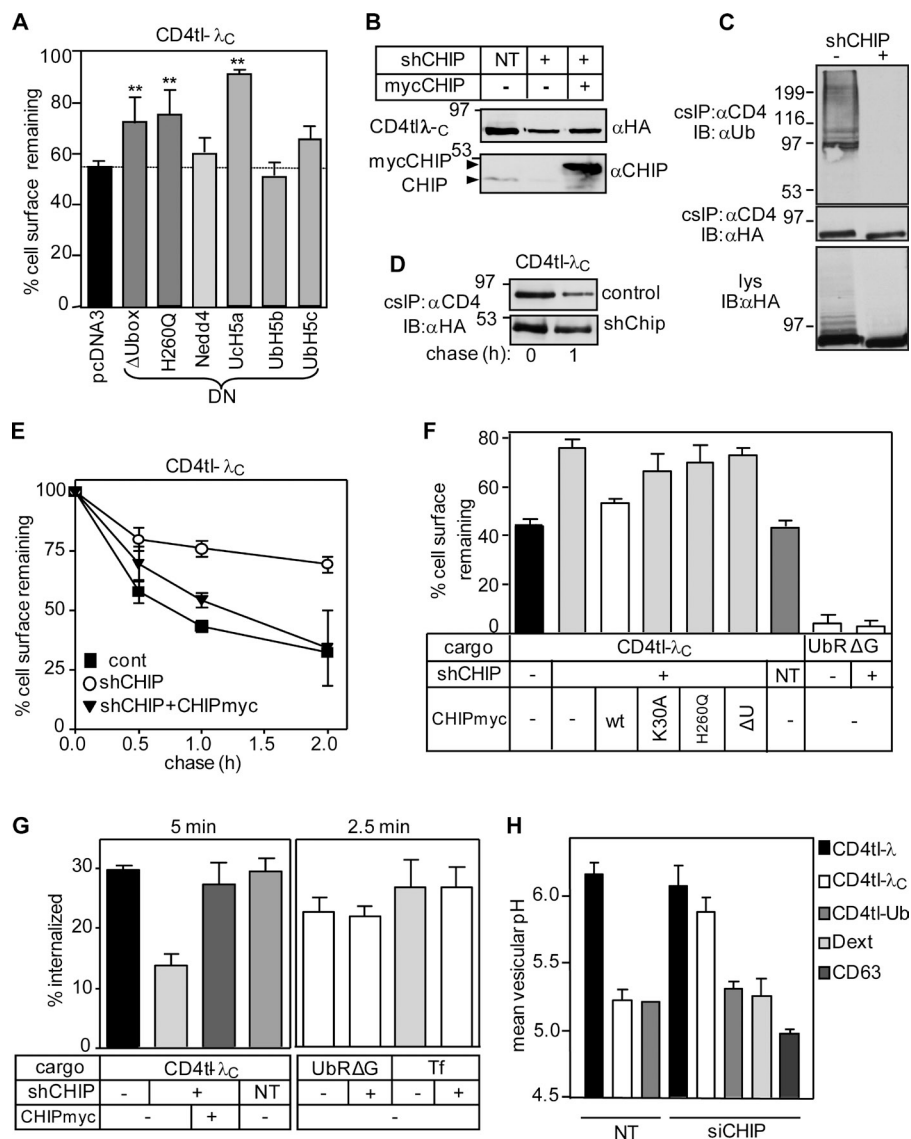 A
CD4tl- λC
% cell surface remaining
100
80
60
40
20
0
**
**
**
pcDNA3
ΔUbox
H260Q
Nedd4
UcH5a
UbH5b
UbH5c
DN
B
shCHIP NT + +
mycCHIP - - +
97
CD4tlλ-C
αHA
53
mycCHIP
CHIP
αCHIP
C
shCHIP
- +
csIP:αCD4
IB:αUb
199
116
97
53
csIP:αCD4
IB:αHA
97
lys
IB:αHA
97
D
CD4tl-λC
97
csIP:αCD4
IB:αHA
control
53
shChip
chase (h): 0 1
E
CD4tl- λC
% cell surface remaining
100
75
50
25
0
cont
shCHIP
shCHIP+CHIPmyc
0.0 0.5 1.0 1.5 2.0
chase (h)
F
% cell surface
remaining
80
60
40
20
0
cargo CD4tl-λC UbRΔG
shCHIP - + NT - +
CHIPmyc - - wt K30A H260Q ΔU - -
G
5 min 2.5 min
% internalized
30
20
10
0
cargo CD4tl-λC UbRΔG Tf
shCHIP - + NT - + - +
CHIPmyc - + - -
H
mean vesicular pH
6.0
5.5
5.0
4.5
NT siCHIP
CD4tl-λ
CD4tl-λC
CD4tl-Ub
Dext
CD63